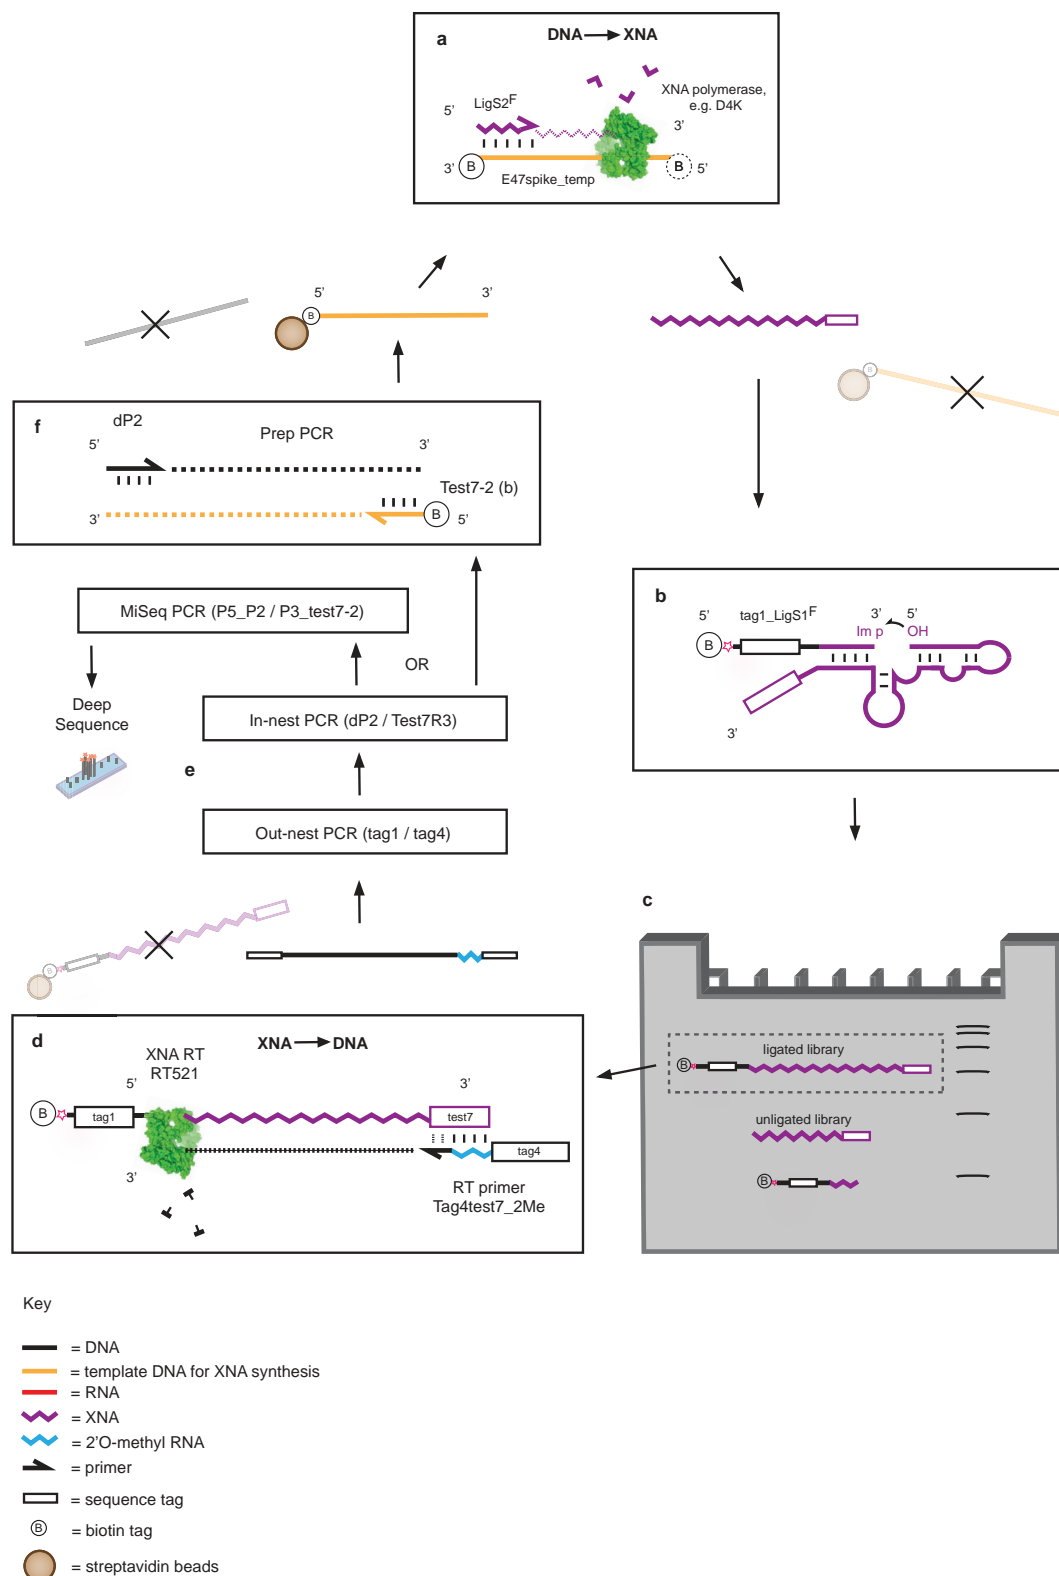 a
DNA → XNA
LigS2F
XNA polymerase,
e.g. D4K
5’
3’
3’
B
B
5’
E47spike_temp
5’
3’
B
B
f
dP2
Prep PCR
5’
3’
Test7-2 (b)
3’
B
5’
MiSeq PCR (P5_P2 / P3_test7-2)
OR
Deep
Sequence
In-nest PCR (dP2 / Test7R3)
e
Out-nest PCR (tag1 / tag4)
b
5’
tag1_LigS1F
3’
5’
B
Im p
OH
3’
c
ligated library
B
unligated library
B
B
d
XNA → DNA
XNA RT
RT521
5’
3’
B
tag1
test7
tag4
3’
RT primer
Tag4test7_2Me
Key
= DNA
= template DNA for XNA synthesis
= RNA
= XNA
= 2’O-methyl RNA
= primer
= sequence tag
B
= biotin tag
= streptavidin beads